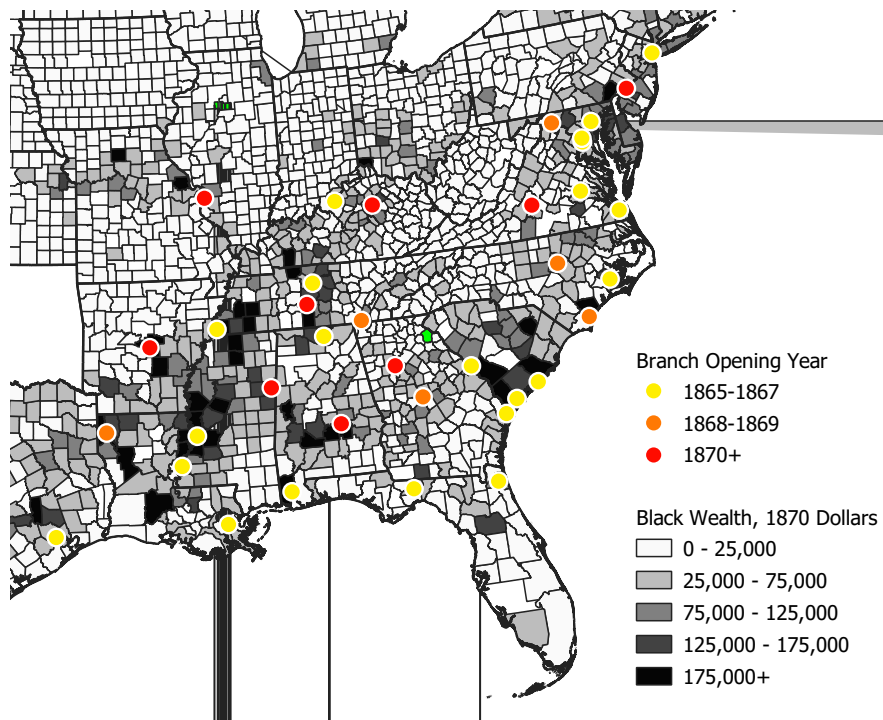 Branch Opening Year
1865-1867
1868-1869
1870+
Black Wealth, 1870 Dollars
0 - 25,000
25,000 - 75,000
75,000 - 125,000
125,000 - 175,000
175,000+